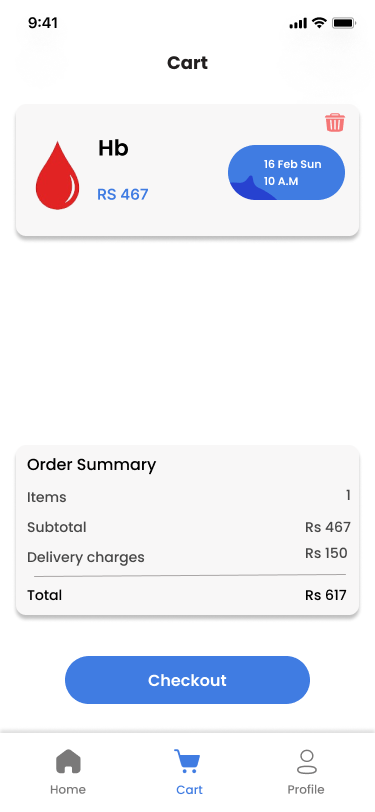 9:41
Cart
Hb
RS 467
16 Feb Sun
10 A.M
Order Summary
Items 1
Subtotal Rs 467
Delivery charges Rs 150
Total Rs 617
Checkout
Home Cart Profile